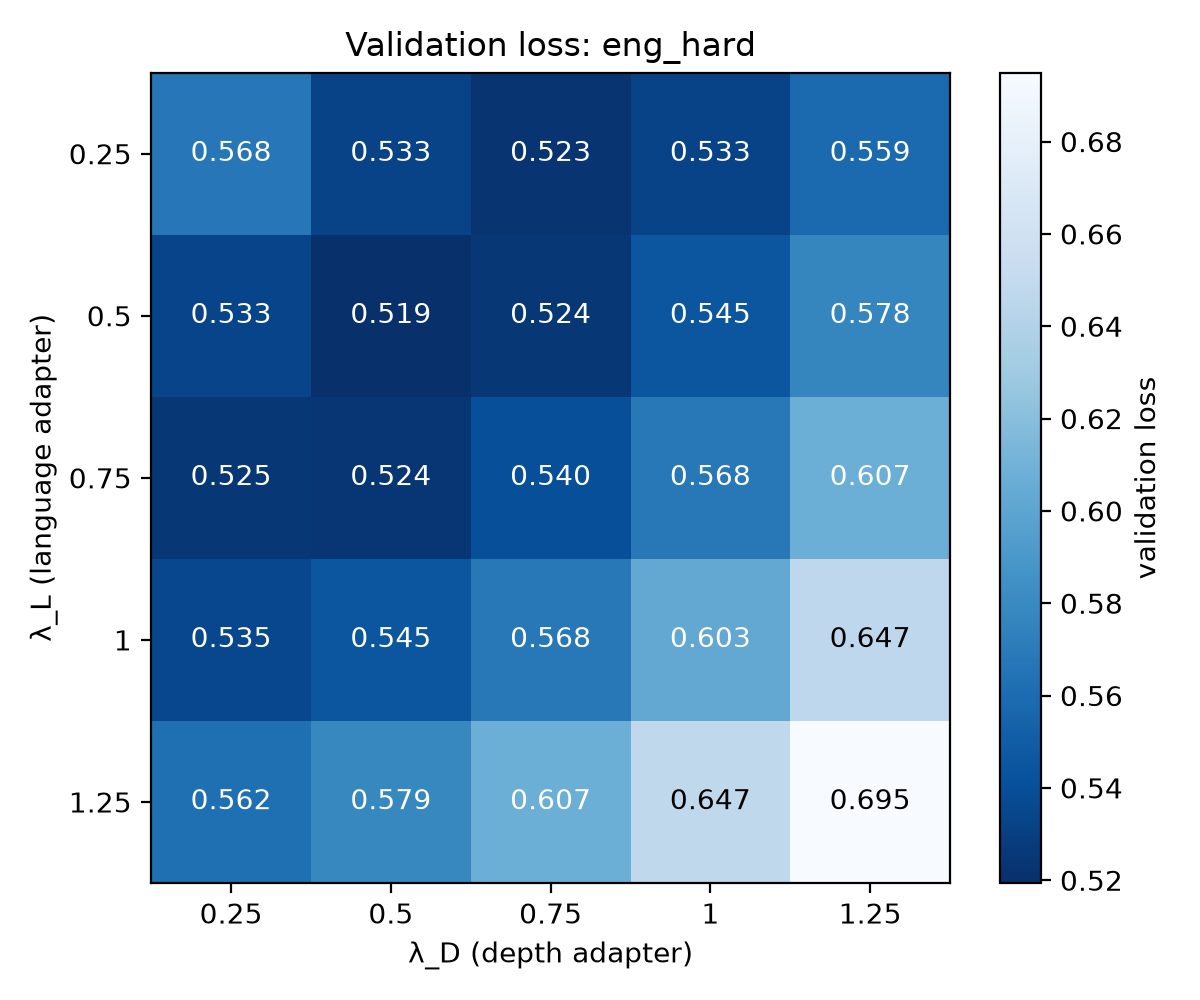 Validation loss: eng_hard
0.25 0.568 0.533 0.523 0.533 0.559
0.5 0.533 0.519 0.524 0.545 0.578
0.75 0.525 0.524 0.540 0.568 0.607
1 0.535 0.545 0.568 0.603 0.647
1.25 0.562 0.579 0.607 0.647 0.695
0.25 0.5 0.75 1 1.25
λ_D (depth adapter)
λ_L (language adapter)
0.68
0.66
0.64
0.62
0.60
0.58
0.56
0.54
0.52
validation loss